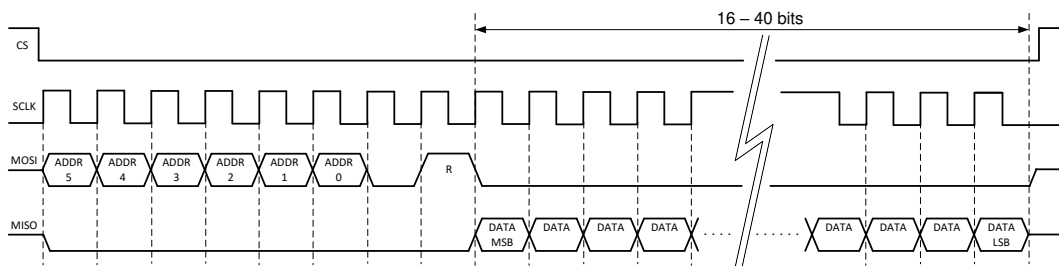 16 – 40 bits
CS
SCLK
MOSI
ADDR 5
ADDR 4
ADDR 3
ADDR 2
ADDR 1
ADDR 0
R
MISO
DATA MSB
DATA
DATA
DATA
DATA
DATA
DATA
DATA LSB